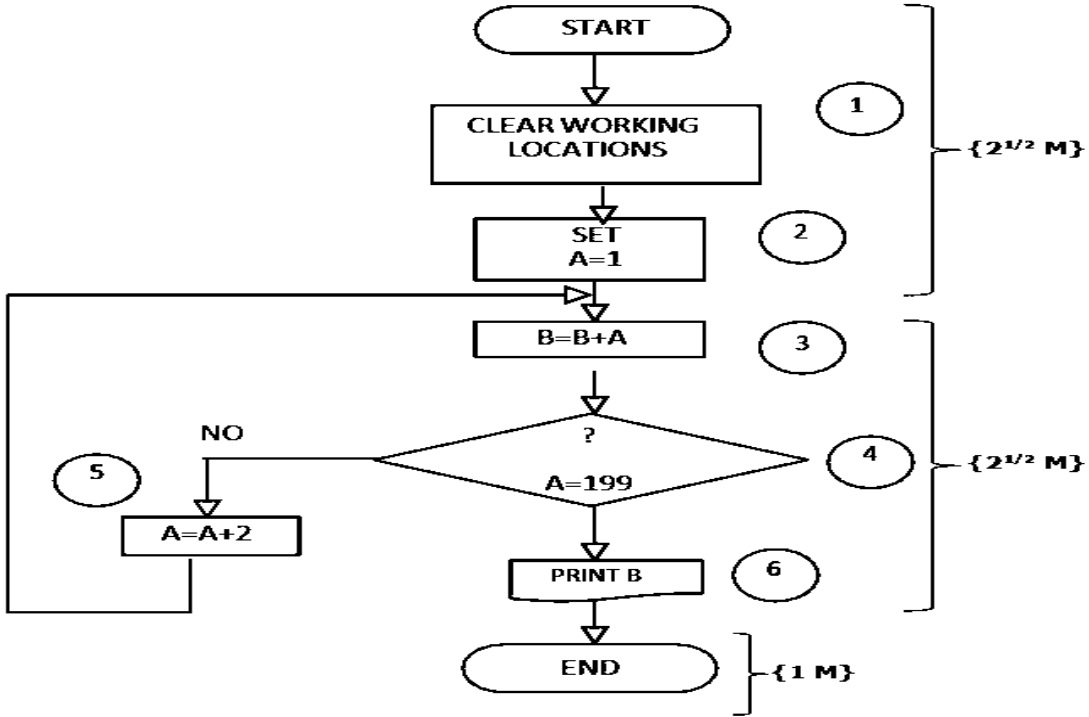 START
CLEAR WORKING
LOCATIONS
1
{2^{1/2} M}
SET
A=1
2
B=B+A
3
NO
?
A=199
4
{2^{1/2} M}
5
A=A+2
PRINT B
6
END
{1 M}